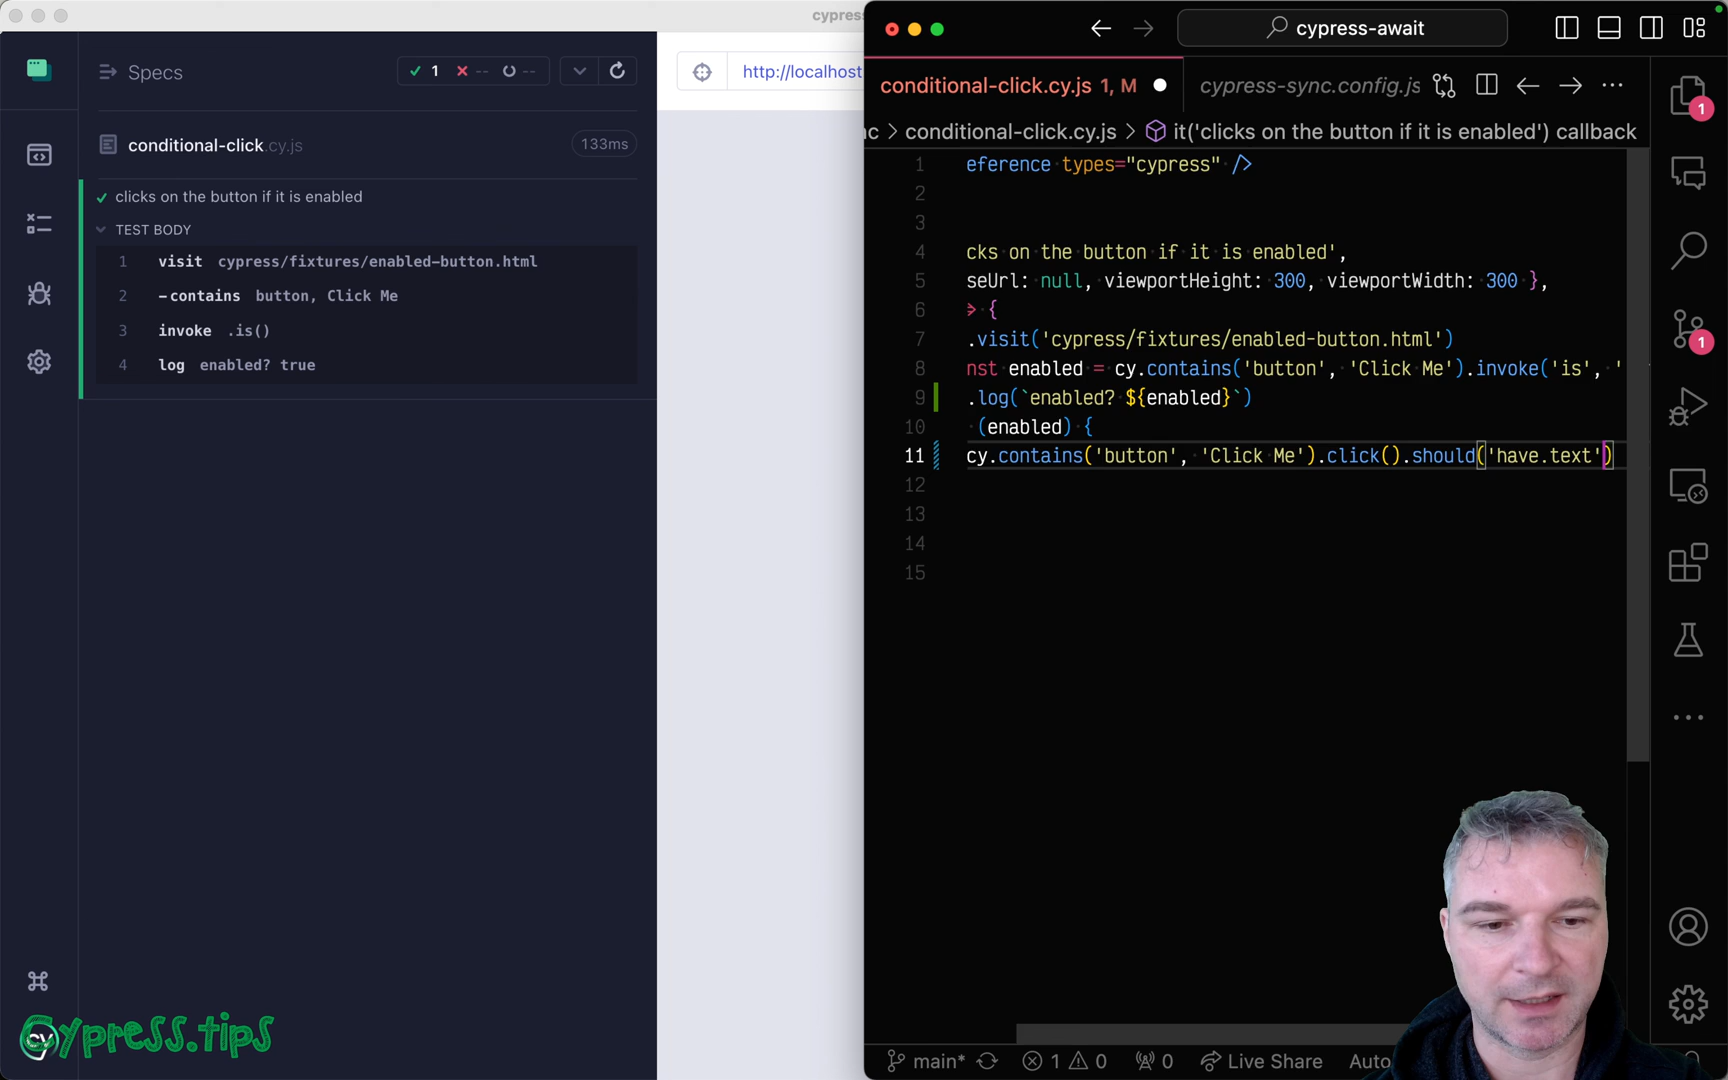 cypress
Specs
✓ 1 ✕ -- --
conditional-click.cy.js
133ms
✓ clicks on the button if it is enabled
TEST BODY
1 visit cypress/fixtures/enabled-button.html
2 -contains button, Click Me
3 invoke .is()
4 log enabled? true
Cypress.tips
cy
http://localhost
cypress-await
conditional-click.cy.js 1, M
cypress-sync.config.js
nc > conditional-click.cy.js > it('clicks on the button if it is enabled') callback
1 eference types="cypress" />
2
3
4 cks on the button if it is enabled',
5 seUrl: null, viewportHeight: 300, viewportWidth: 300 },
6 > {
7 .visit('cypress/fixtures/enabled-button.html')
8 nst enabled = cy.contains('button', 'Click Me').invoke('is', '
9 .log(`enabled? ${enabled}`)
10 (enabled) {
11 cy.contains('button', 'Click Me').click().should('have.text')
12
13
14
15
1
1
main* 1 0 0 Live Share Auto